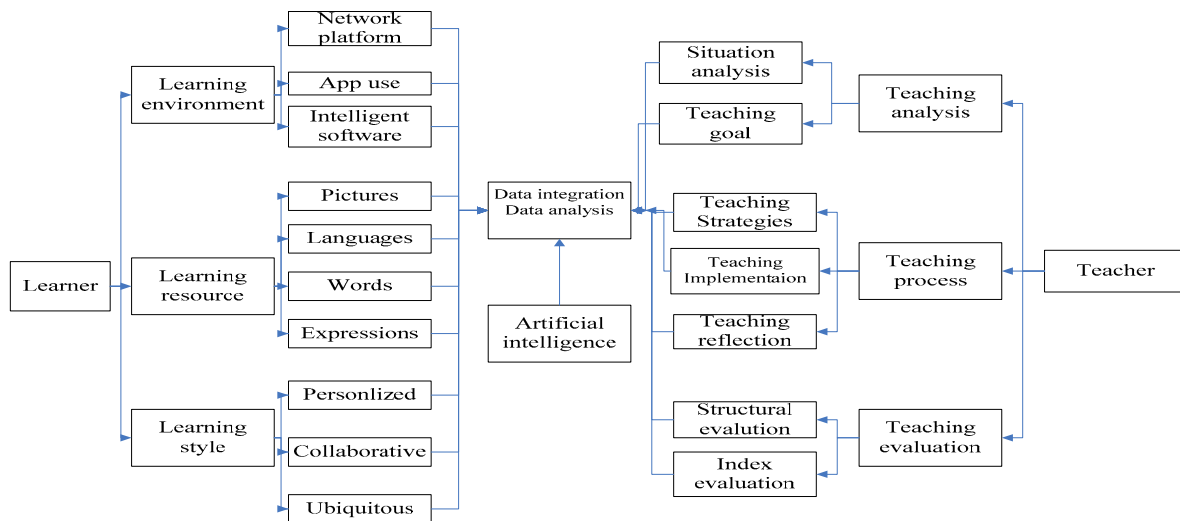 Network
platform
App use
Intelligent
software
Learning
environment
Pictures
Languages
Words
Expressions
Learner
Learning
resource
Personlized
Collaborative
Ubiquitous
Learning
style
Data integration
Data analysis
Artificial
intelligence
Situation
analysis
Teaching
goal
Teaching
analysis
Teaching
Strategies
Teaching
Implementaion
Teaching
reflection
Teaching
process
Teacher
Structural
evalution
Index
evaluation
Teaching
evaluation